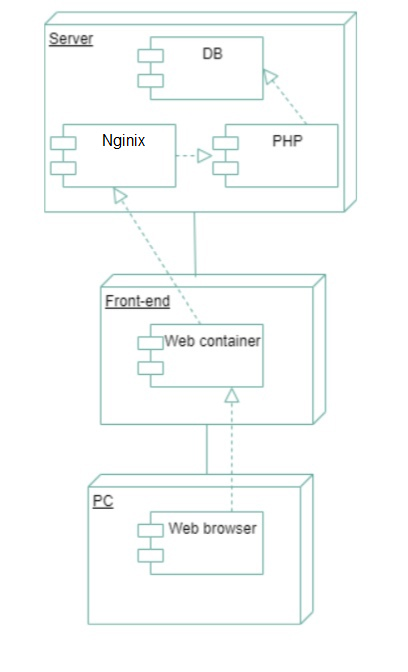 Server
DB
Nginix
PHP
Front-end
Web container
PC
Web browser